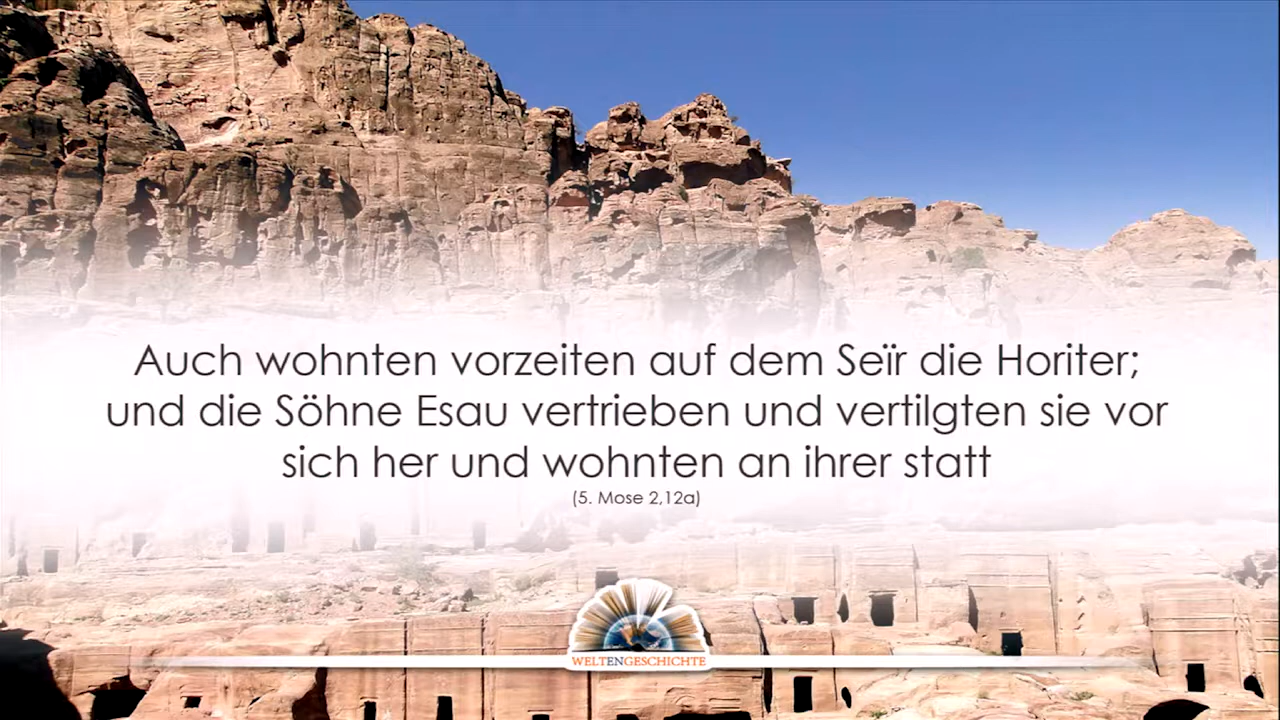 Auch wohnten vorzeiten auf dem Seïr die Horiter;
und die Söhne Esau vertrieben und vertilgten sie vor
sich her und wohnten an ihrer statt
(5. Mose 2,12a)
WELTENGESCHICHTE